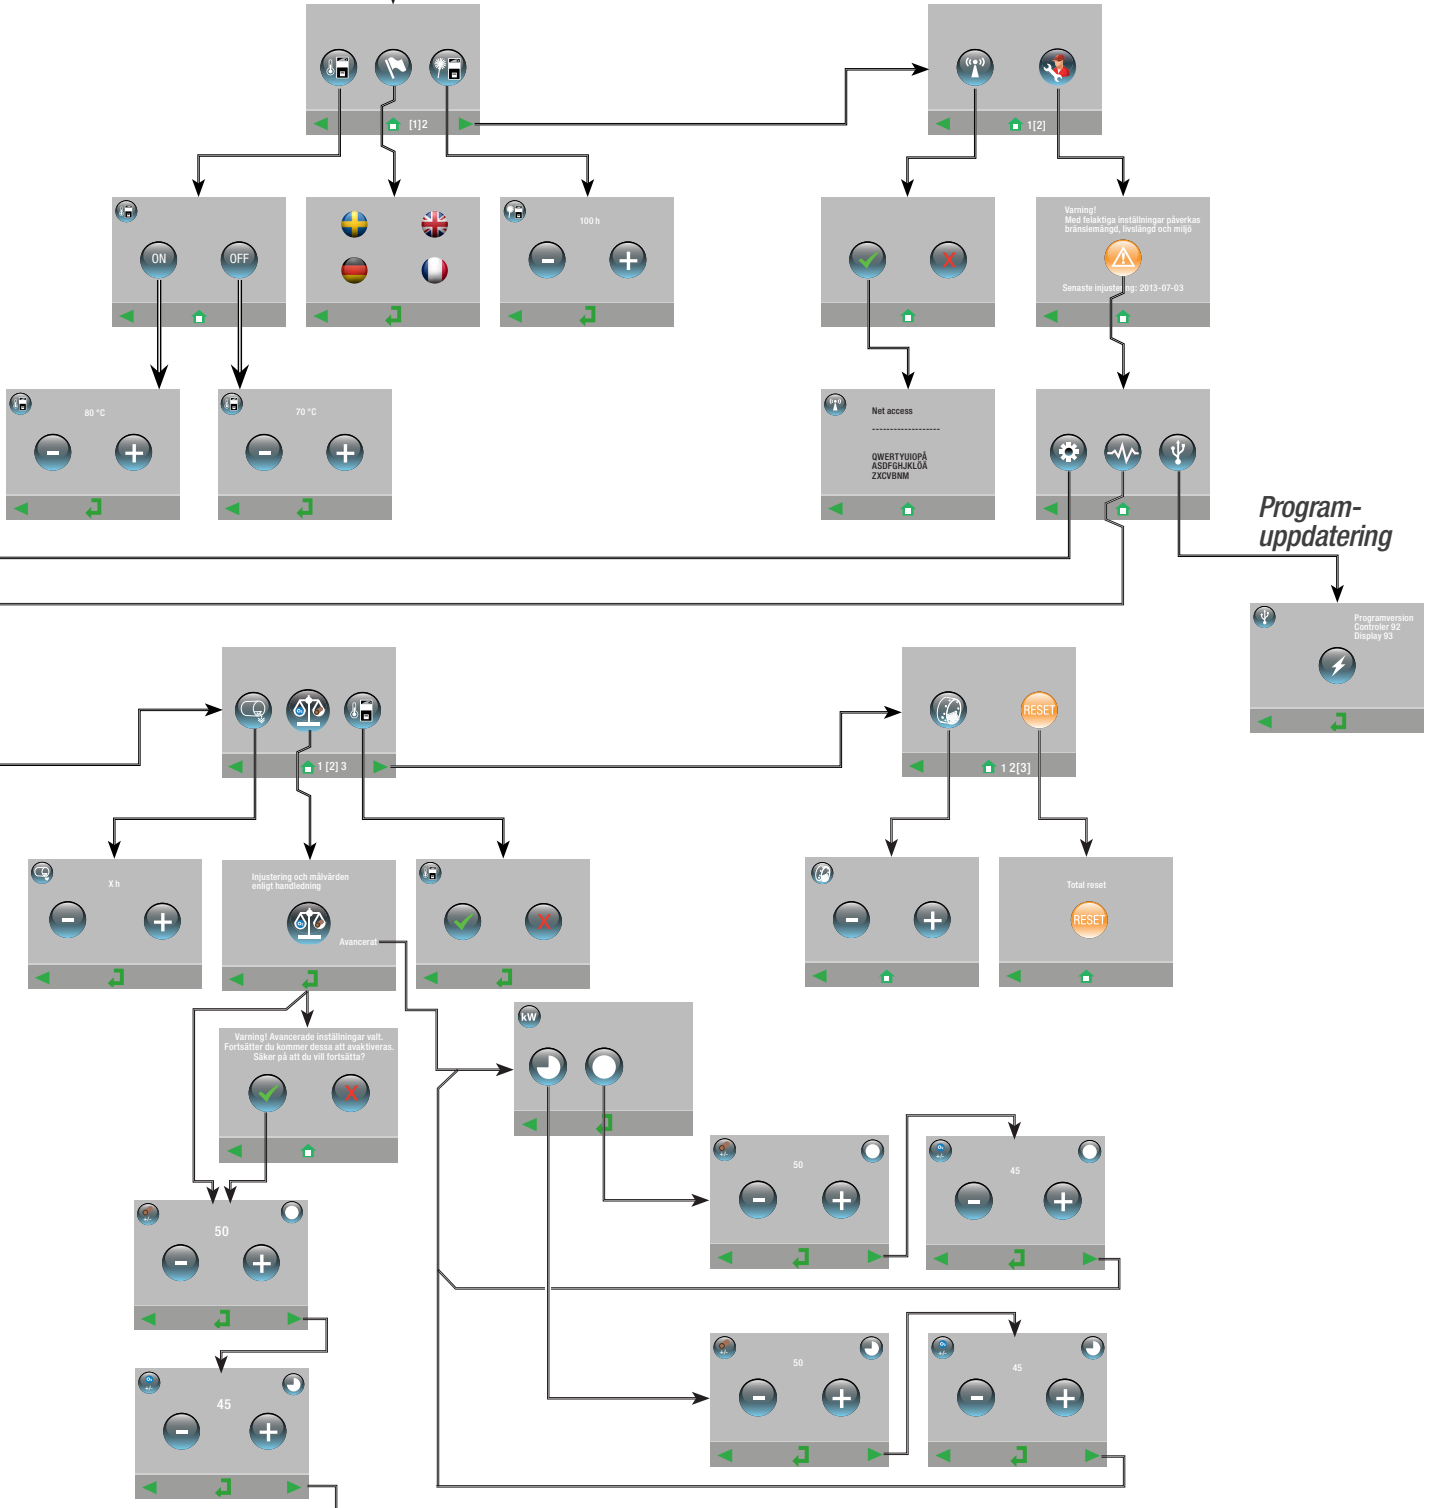 [1]2
1[2]
ON
OFF
100 h
Varning!
Med felaktiga inställningar påverkas
bränslemängd, livslängd och miljö
Senaste injustering: 2013-07-03
80 °C
70 °C
Net access
-------------------
QWERTYUIOPÅ
ASDFGHJKLÖÄ
ZXCVBNM
Program-
uppdatering
Programversion
Controler 92
Display 93
RESET
1 [2] 3
1 2[3]
X h
Injustering och målvärden
enligt handledning
Avancerat
Total reset
RESET
kW
Varning! Avancerade inställningar valt.
Fortsätter du kommer dessa att avaktiveras.
Säker på att du vill fortsätta?
50
45
50
50
45
45